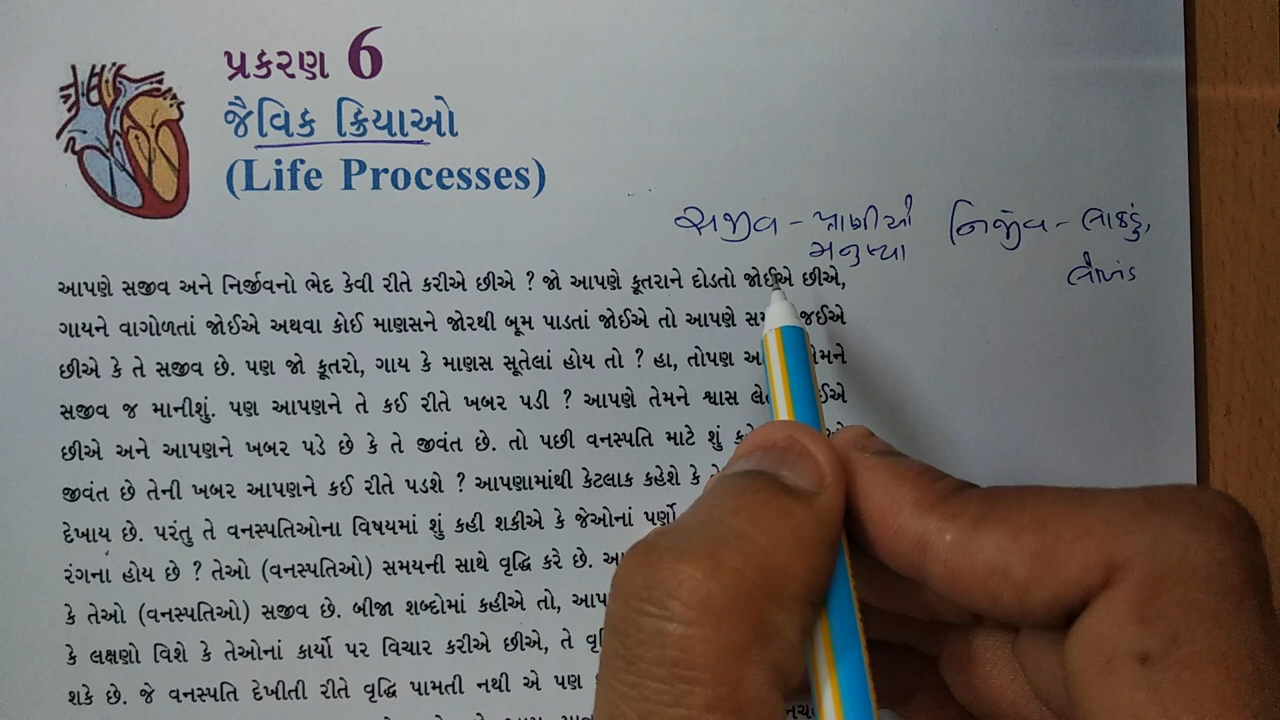 પ્રકરણ 6
જૈવિક ક્રિયાઓ
(Life Processes)
સજીવ - પ્રાણીઓ નિર્જીવ - લાકડું,
મનુષ્યો લોખંડ
આપણે સજીવ અને નિર્જીવનો ભેદ કેવી રીતે કરીએ છીએ ? જો આપણે કૂતરાને દોડતો જોઈએ છીએ,
ગાયને વાગોળતાં જોઈએ અથવા કોઈ માણસને જોરથી બૂમ પાડતાં જોઈએ તો આપણે જઈએ
છીએ કે તે સજીવ છે. પણ જો કૂતરો, ગાય કે માણસ સૂતેલાં હોય તો ? હા, તોપણ
સજીવ જ માનીશું. પણ આપણને તે કઈ રીતે ખબર પડી ? આપણે તેમને શ્વાસ
છીએ અને આપણને ખબર પડે છે કે તે જીવંત છે. તો પછી વનસ્પતિ માટે શું
જીવંત છે તેની ખબર આપણને કઈ રીતે પડશે ? આપણામાંથી કેટલાક કહેશે કે
દેખાય છે. પરંતુ તે વનસ્પતિઓના વિષયમાં શું કહી શકીએ કે જેઓનાં પર્ણો
રંગના હોય છે ? તેઓ (વનસ્પતિઓ) સમયની સાથે વૃદ્ધિ કરે છે.
કે તેઓ (વનસ્પતિઓ) સજીવ છે. બીજા શબ્દોમાં કહીએ તો,
કે લક્ષણો વિશે કે તેઓનાં કાર્યો પર વિચાર કરીએ છીએ, તે
શકે છે. જે વનસ્પતિ દેખીતી રીતે વૃદ્ધિ પામતી નથી એ પણ